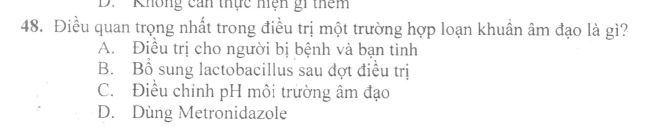 D. Không cần thực hiện gì thêm
48. Điều quan trọng nhất trong điều trị một trường hợp loạn khuẩn âm đạo là gì?
A. Điều trị cho người bị bệnh và bạn tình
B. Bổ sung lactobacillus sau đợt điều trị
C. Điều chỉnh pH môi trường âm đạo
D. Dùng Metronidazole